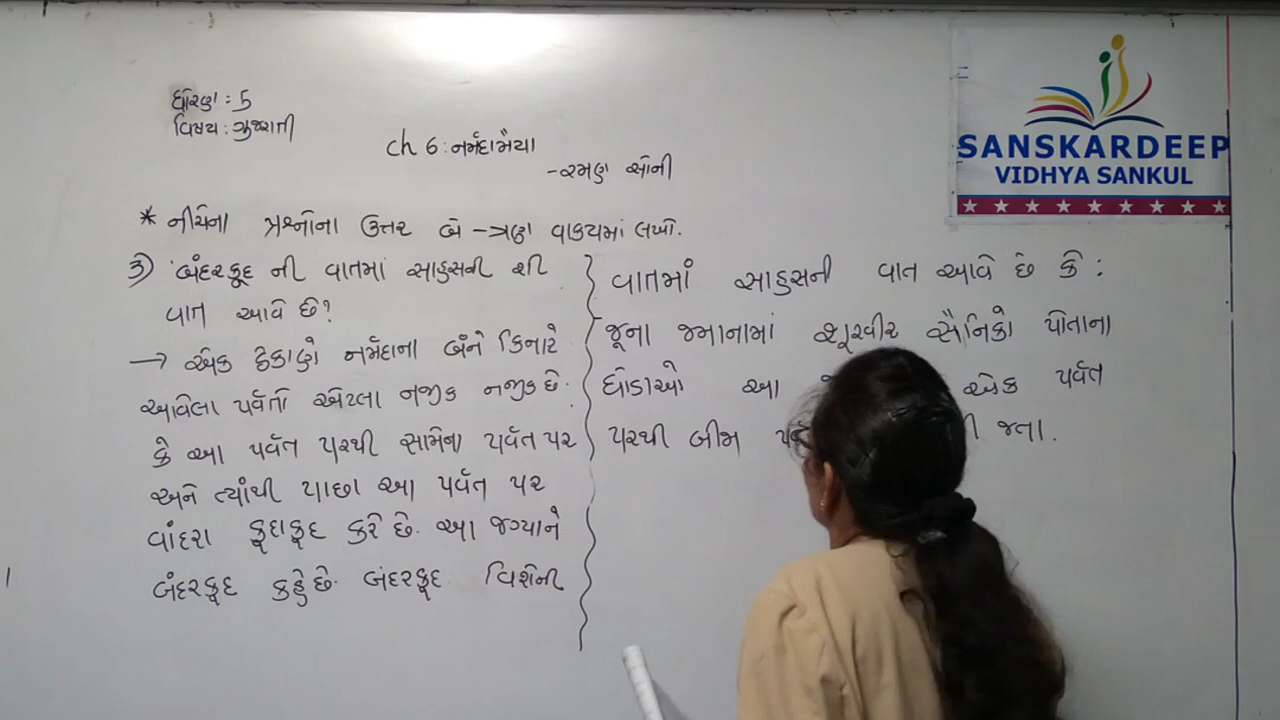 ધોરણ : 5
વિષય : ગુજરાતી
ch 6 : નર્મદામૈયા
- રમણ સોની
* નીચેના પ્રશ્નોના ઉત્તર બે - ત્રણ વાક્યમાં લખો.
૩) 'બંદરકૂદ ની વાતમાં સાહસની શી
વાત આવે છે?
→ એક ઠેકાણે નર્મદાના બંને કિનારે
આવેલા પર્વતો એટલા નજીક નજીક છે.
કે આ પર્વત પરથી સામેના પર્વત પર
અને ત્યાંથી પાછા આ પર્વત પર
વાંદરા કૂદાકૂદ કરે છે. આ જગ્યાને
બંદરકૂદ કહે છે. બંદરકૂદ વિશેની
વાતમાં સાહસની વાત આવે છે કે :
જૂના જમાનામાં શૂરવીર સૈનિકો પોતાના
ઘોડાઓ આ એક પર્વત
પરથી બીજા જતા.
SANSKARDEEP
VIDHYA SANKUL